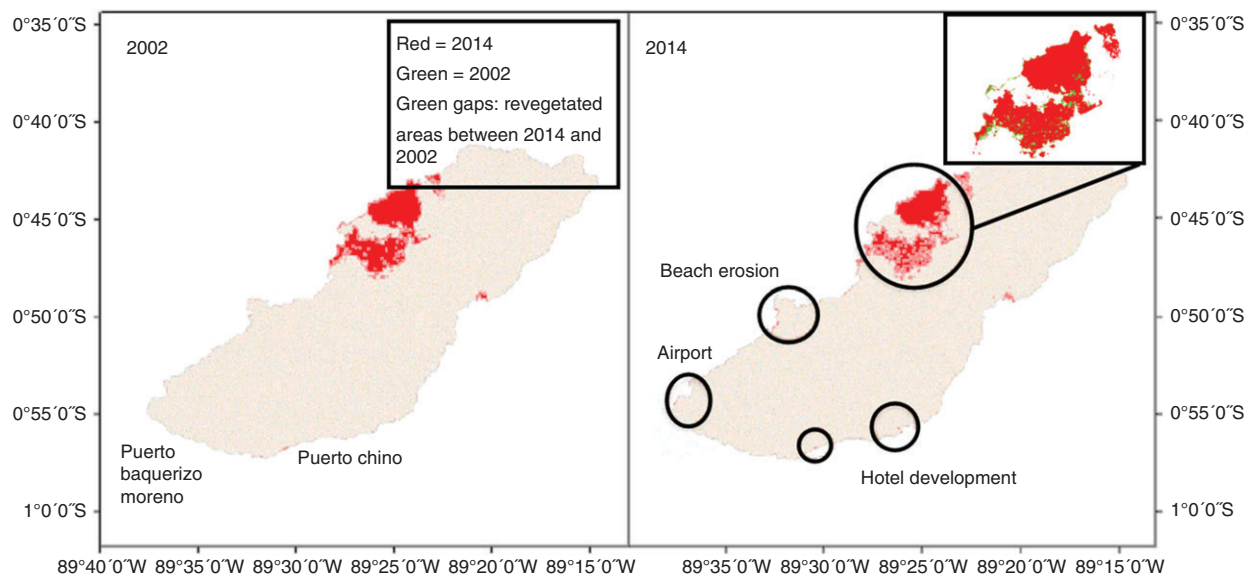 2002
Red = 2014
Green = 2002
Green gaps: revegetated
areas between 2014 and
2002
Puerto
baquerizo
moreno
Puerto chino
0°35´0˝S
0°40´0˝S
0°45´0˝S
0°50´0˝S
0°55´0˝S
1°0´0˝S
89°40´0˝W
89°35´0˝W
89°30´0˝W
89°25´0˝W
89°20´0˝W
89°15´0˝W
2014
Beach erosion
Airport
Hotel development
0°35´0˝S
0°40´0˝S
0°45´0˝S
0°50´0˝S
0°55´0˝S
1°0´0˝S
89°35´0˝W
89°30´0˝W
89°25´0˝W
89°20´0˝W
89°15´0˝W